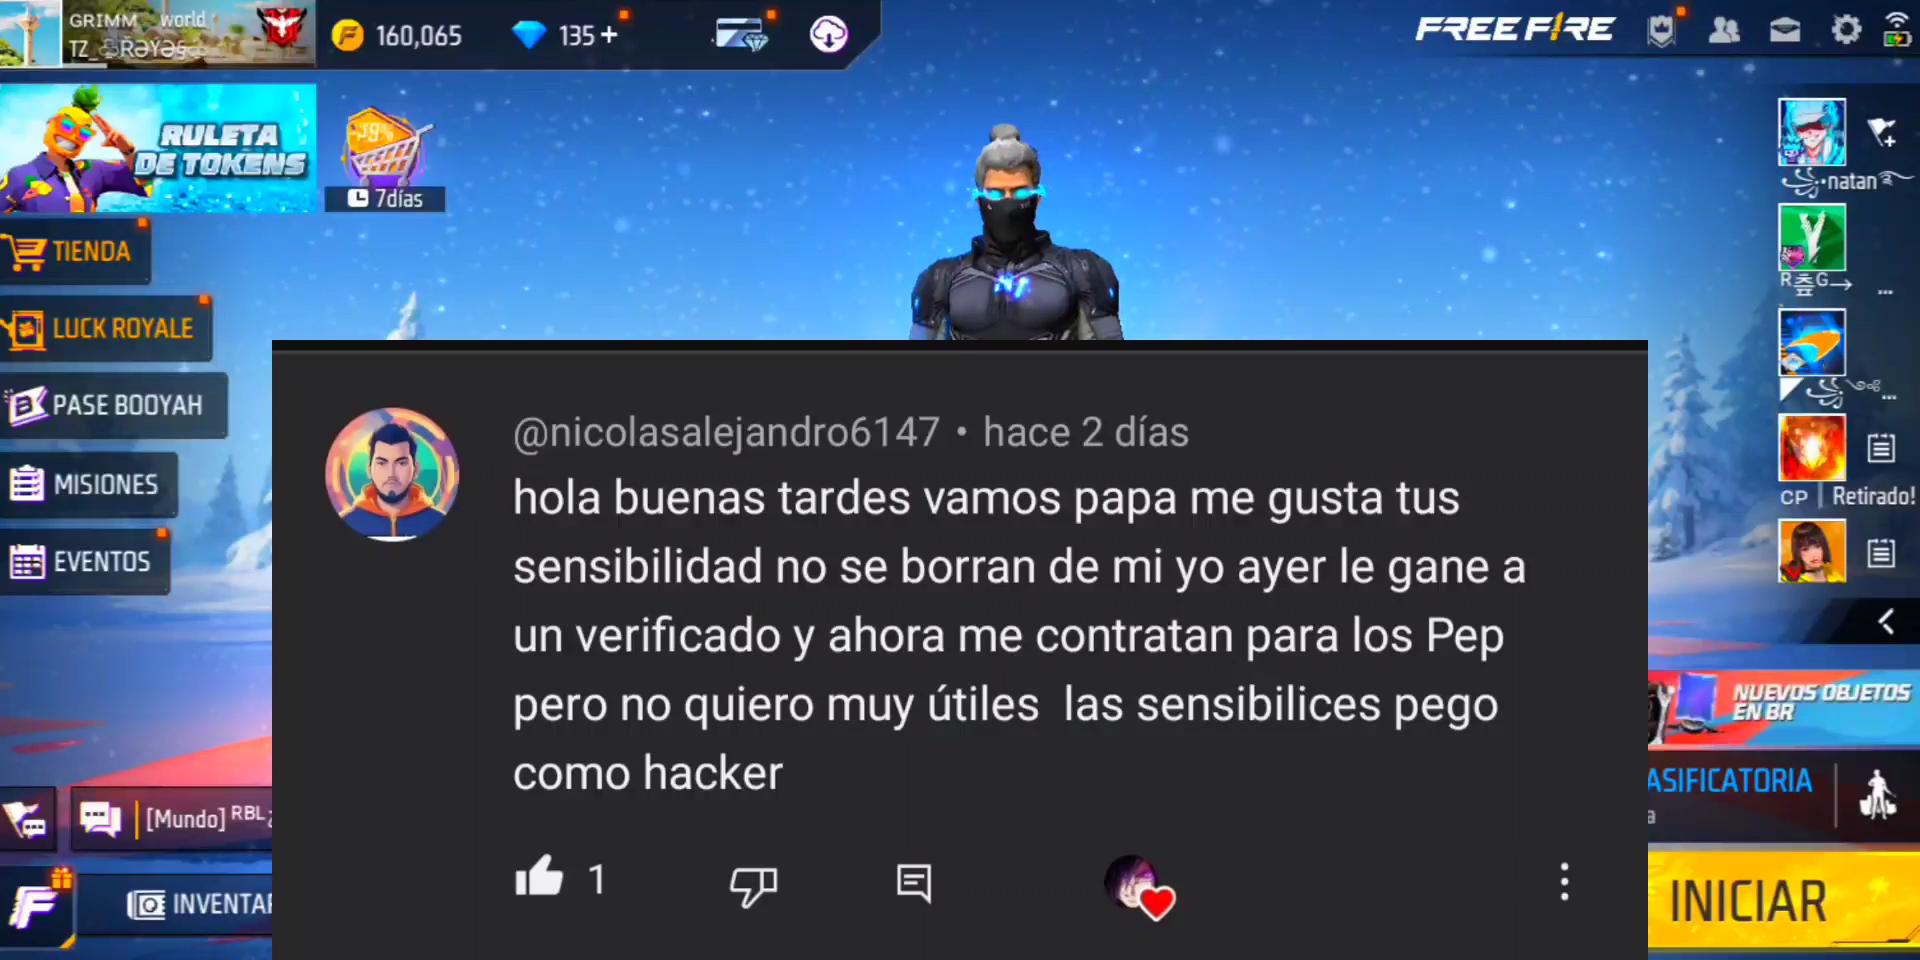 GRIMM world
160,065
135+
FREE FIRE
RULETA
DE TOKENS
-39%
7días
TIENDA
LUCK ROYALE
PASE BOOYAH
MISIONES
EVENTOS
natan
CP | Retirado!
@nicolasalejandro6147 • hace 2 días
hola buenas tardes vamos papa me gusta tus
sensibilidad no se borran de mi yo ayer le gane a
un verificado y ahora me contratan para los Pep
pero no quiero muy útiles las sensibilices pego
como hacker
1
NUEVOS OBJETOS
EN BR
ASIFICATORIA
a
[Mundo] RBL
INVENTAR
INICIAR